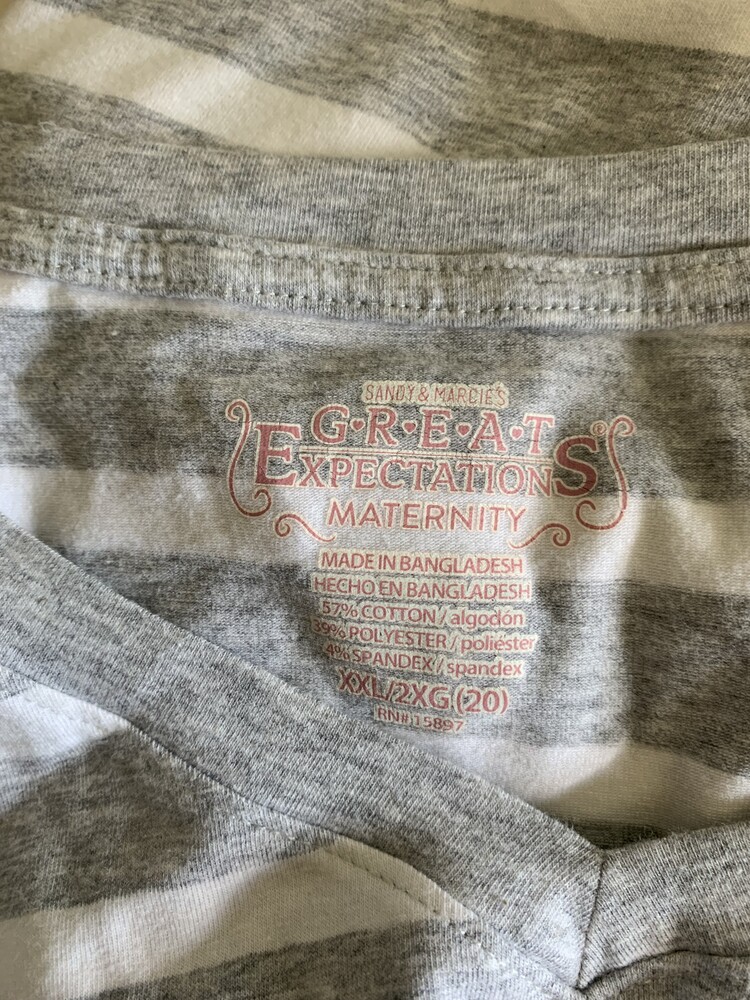 SANDY & MARCIE'S
G•R•E•A•T
EXPECTATIONS®
MATERNITY
MADE IN BANGLADESH
HECHO EN BANGLADESH
57% COTTON / algodón
39% POLYESTER / poliéster
4% SPANDEX / spandex
XXL/2XG (20)
RN# 15897